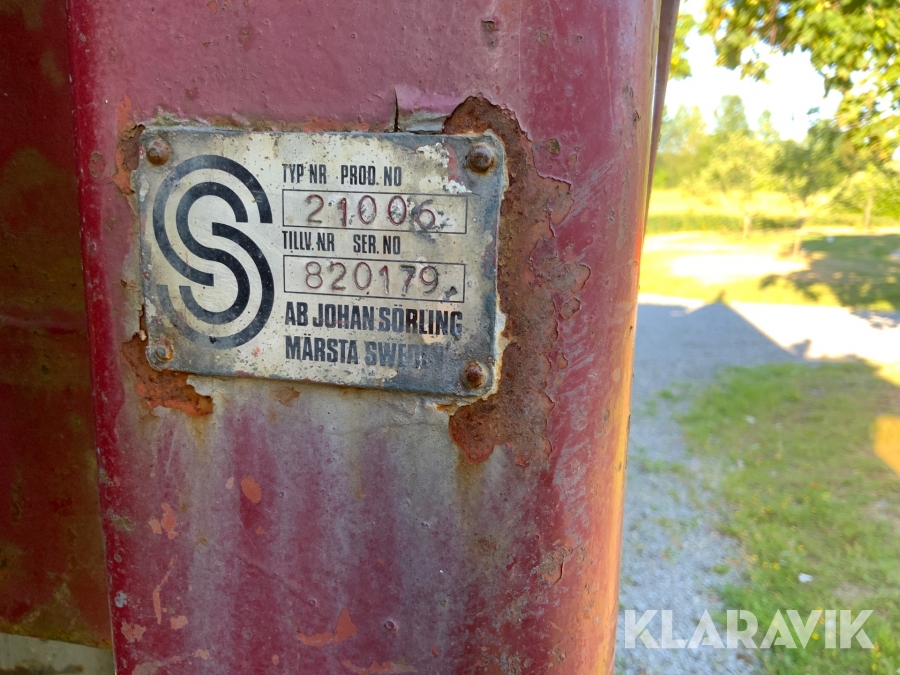 TYP NR PROD. NO
21006
TILLV. NR SER. NO
820179
AB JOHAN SÖRLING
MÄRSTA SWEDEN
KLARAVIK